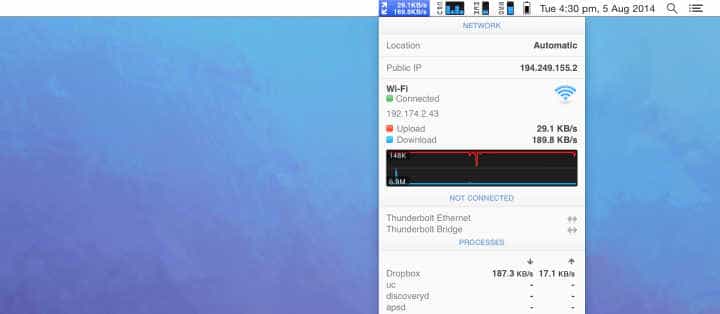 29.1KB/s
189.8KB/s
CPU
MEM
Tue 4:30 pm, 5 Aug 2014
NETWORK
Location Automatic
Public IP 194.249.155.2
Wi-Fi
Connected
192.174.2.43
Upload 29.1 KB/s
Download 189.8 KB/s
148K
6.9M
NOT CONNECTED
Thunderbolt Ethernet
Thunderbolt Bridge
PROCESSES
Dropbox 187.3 KB/s 17.1 KB/s
uc - -
discoveryd - -
apsd - -